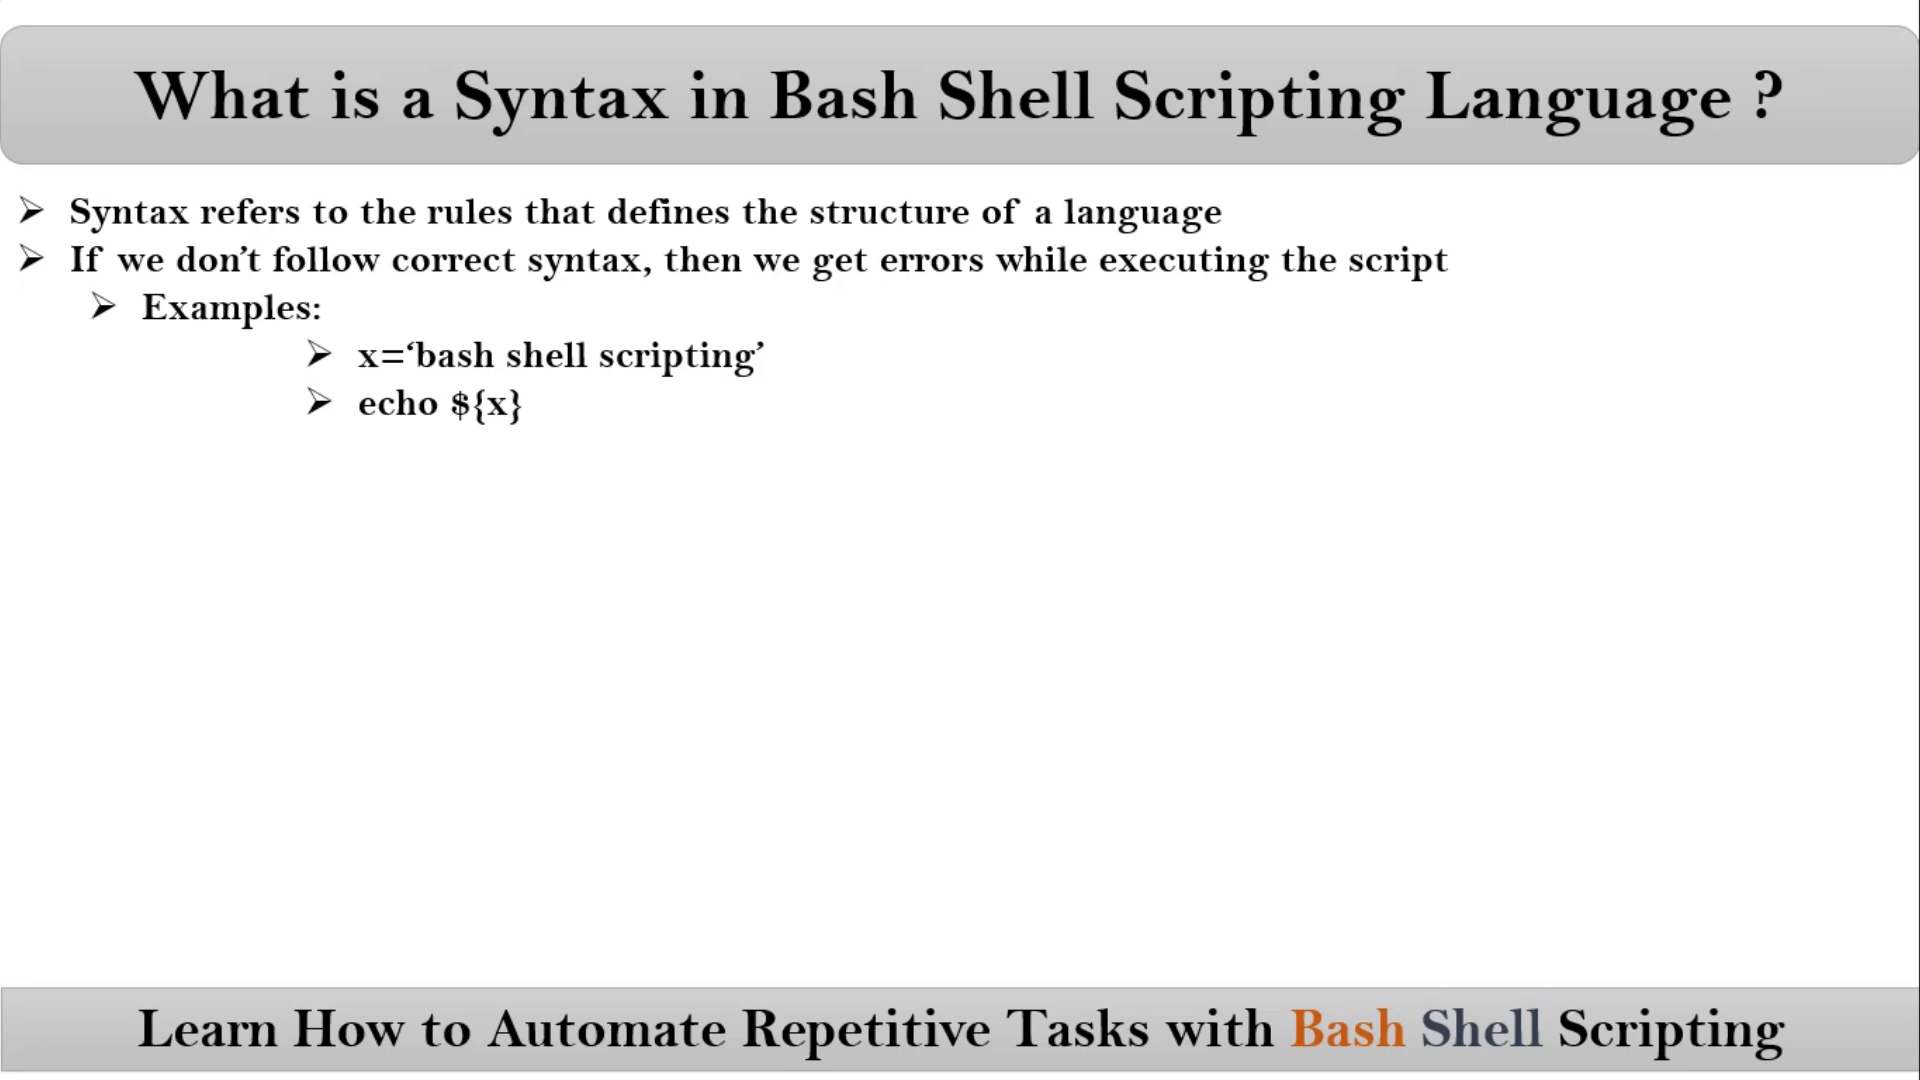 What is a Syntax in Bash Shell Scripting Language ?
➢ Syntax refers to the rules that defines the structure of a language
➢ If we don’t follow correct syntax, then we get errors while executing the script
➢ Examples:
➢ x=‘bash shell scripting’
➢ echo ${x}
Learn How to Automate Repetitive Tasks with Bash Shell Scripting